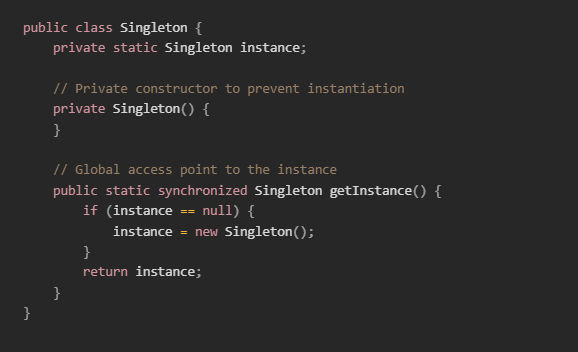 public class Singleton {
    private static Singleton instance;

    // Private constructor to prevent instantiation
    private Singleton() {
    }

    // Global access point to the instance
    public static synchronized Singleton getInstance() {
        if (instance == null) {
            instance = new Singleton();
        }
        return instance;
    }
}